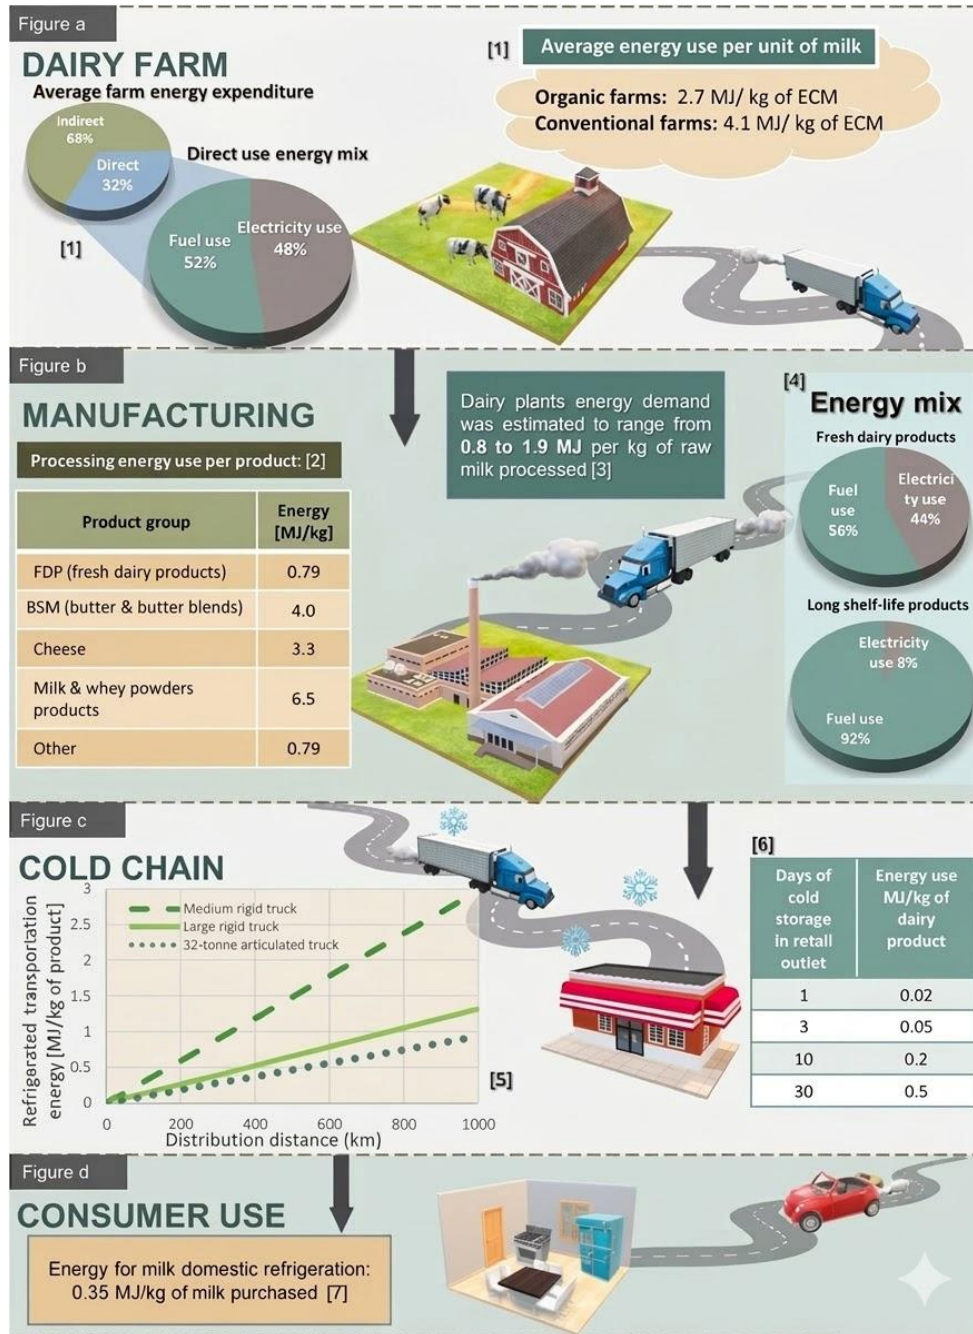 Figure a
DAIRY FARM
Average farm energy expenditure
Indirect
68%
Direct
32%
[1]
Direct use energy mix
Fuel use
52%
Electricity use
48%
[1]
Average energy use per unit of milk
Organic farms: 2.7 MJ/ kg of ECM
Conventional farms: 4.1 MJ/ kg of ECM
Figure b
MANUFACTURING
Processing energy use per product: [2]
Product group
Energy
[MJ/kg]
FDP (fresh dairy products)
0.79
BSM (butter & butter blends)
4.0
Cheese
3.3
Milk & whey powders
products
6.5
Other
0.79
Dairy plants energy demand
was estimated to range from
0.8 to 1.9 MJ per kg of raw
milk processed [3]
[4]
Energy mix
Fresh dairy products
Fuel
use
56%
Electrici
ty use
44%
Long shelf-life products
Electricity
use 8%
Fuel use
92%
Figure c
COLD CHAIN
Refrigarated transportation
energy [MJ/kg of product]
3
2.5
2
1.5
1
0.5
0
Medium rigid truck
Large rigid truck
32-tonne articulated truck
0
200
400
600
800
1000
Distribution distance (km)
[5]
[6]
Days of
cold
storage
in retall
outlet
Energy use
MJ/kg of
dairy
product
1
0.02
3
0.05
10
0.2
30
0.5
Figure d
CONSUMER USE
Energy for milk domestic refrigeration:
0.35 MJ/kg of milk purchased [7]